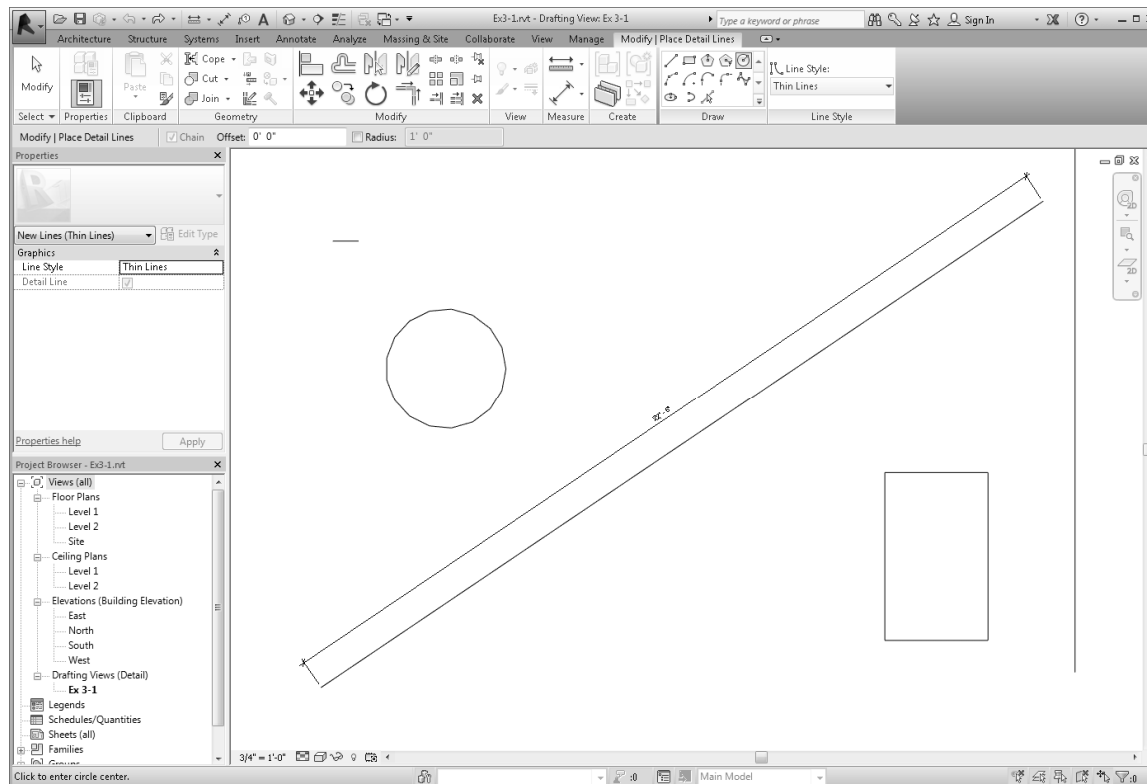 Ex3-1.rvt - Drafting View: Ex 3-1
Type a keyword or phrase
Sign In
Architecture Structure Systems Insert Annotate Analyze Massing & Site Collaborate View Manage Modify | Place Detail Lines
Modify
Paste
Cope
Cut
Join
Line Style:
Thin Lines
Select Properties Clipboard Geometry Modify View Measure Create Draw Line Style
Modify | Place Detail Lines Chain Offset: 0' 0" Radius: 1' 0"
Properties
New Lines (Thin Lines) Edit Type
Graphics
Line Style Thin Lines
Detail Line
Properties help Apply
Project Browser - Ex3-1.rvt
Views (all)
Floor Plans
Level 1
Level 2
Site
Ceiling Plans
Level 1
Level 2
Elevations (Building Elevation)
East
North
South
West
Drafting Views (Detail)
Ex 3-1
Legends
Schedules/Quantities
Sheets (all)
Families
Groups
2D
2D
3/4" = 1'-0"
Click to enter circle center.
:0
Main Model
:0